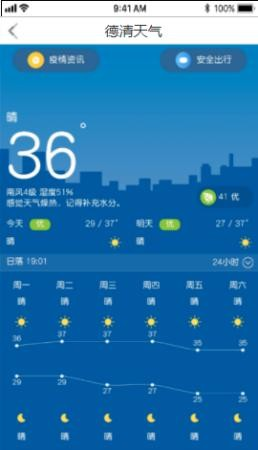 9:41 AM 100%
德清天气
疫情资讯 安全出行
晴
36°
南风4级 湿度51%
感觉天气燥热，记得补充水分。
41 优
今天 优 29 / 37° 明天 优 27 / 37°
晴 晴
日落 19:01 24小时
周一 周二 周三 周四 周五 周六
晴 晴 晴 晴 晴 晴
36 37 37 37 35 35
29 29 27 27 25 25
晴 晴 晴 晴 晴 晴